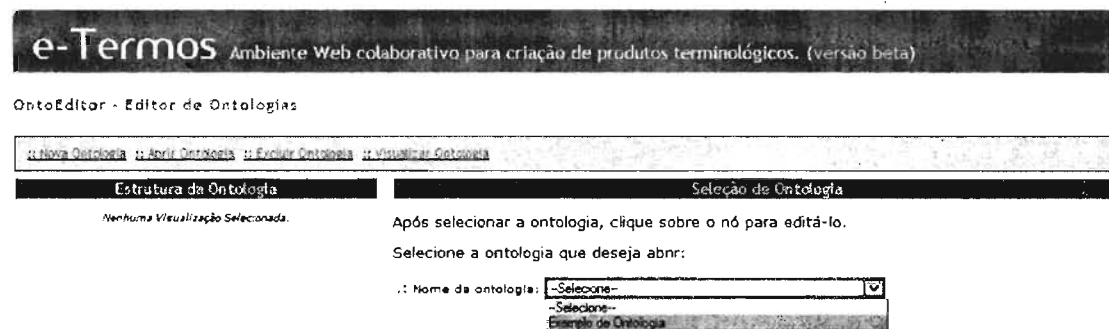 e-Termos Ambiente Web colaborativo para criação de produtos terminológicos. (versão beta)
OntoEditor - Editor de Ontologias
:: Nova Ontologia :: Abrir Ontologia :: Excluir Ontologia :: Visualizar Ontologia
Estrutura da Ontologia
Nenhuma Visualização Selecionada.
Seleção de Ontologia
Após selecionar a ontologia, clique sobre o nó para editá-lo.
Selecione a ontologia que deseja abrir:
.: Nome da ontologia: --Selecione--
--Selecione--
Exemplo de Ontologia